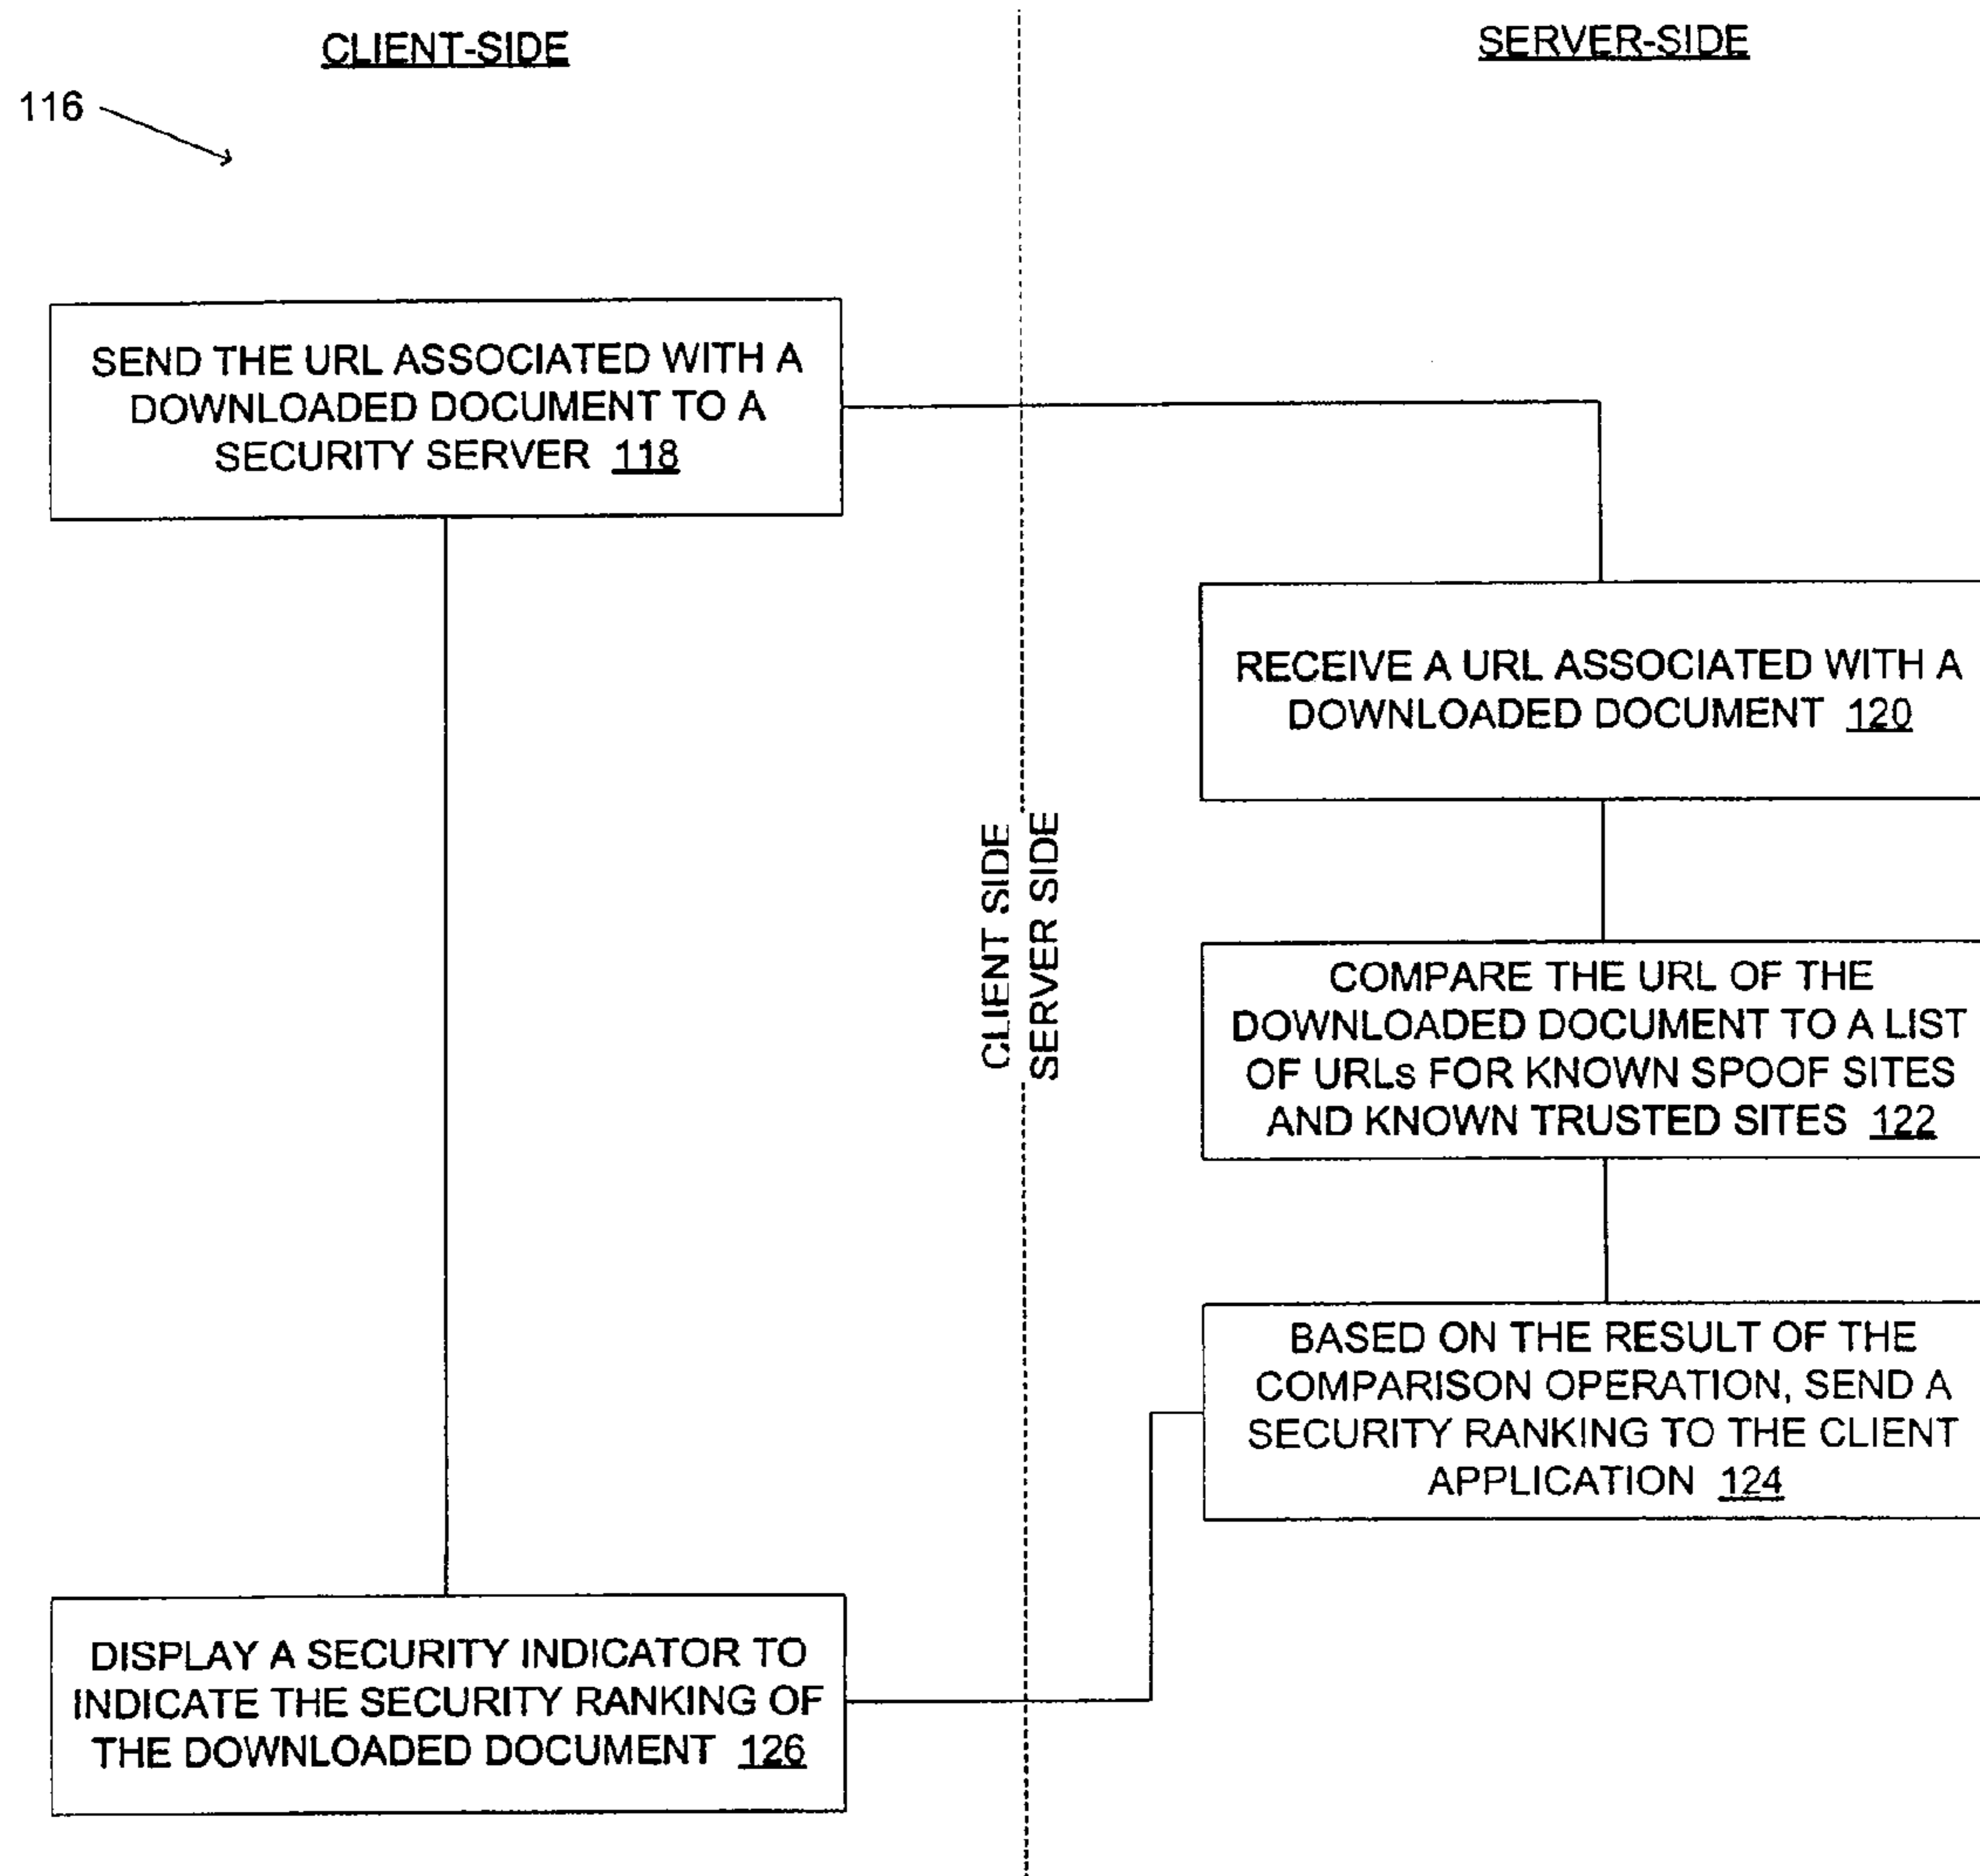 CLIENT-SIDE
SERVER-SIDE
116
SEND THE URL ASSOCIATED WITH A
DOWNLOADED DOCUMENT TO A
SECURITY SERVER 118
RECEIVE A URL ASSOCIATED WITH A
DOWNLOADED DOCUMENT 120
CLIENT SIDE
SERVER SIDE
COMPARE THE URL OF THE
DOWNLOADED DOCUMENT TO A LIST
OF URLs FOR KNOWN SPOOF SITES
AND KNOWN TRUSTED SITES 122
BASED ON THE RESULT OF THE
COMPARISON OPERATION, SEND A
SECURITY RANKING TO THE CLIENT
APPLICATION 124
DISPLAY A SECURITY INDICATOR TO
INDICATE THE SECURITY RANKING OF
THE DOWNLOADED DOCUMENT 126